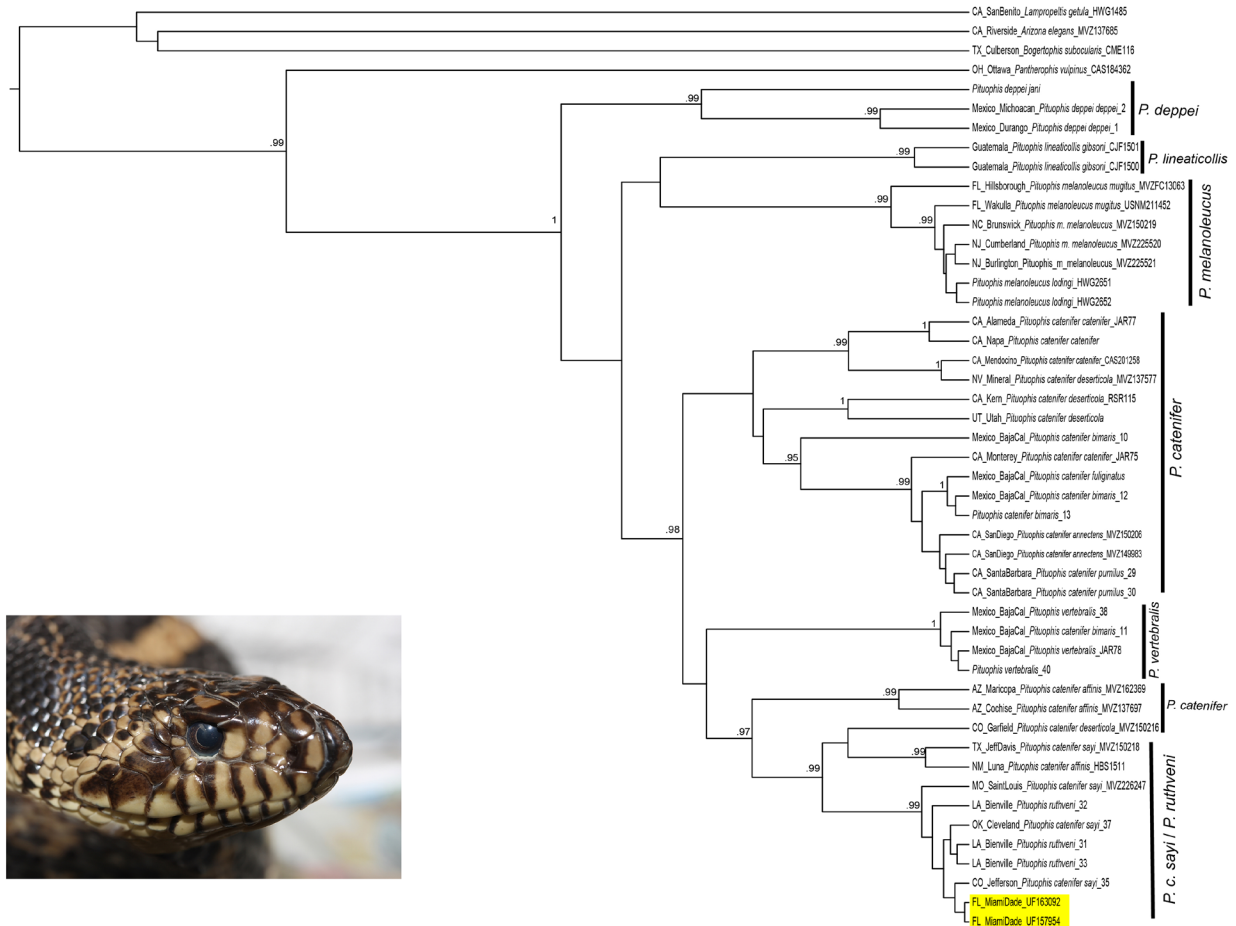 CA_SanBenito_Lampropeltis getula_HWG1485
CA_Riverside_Arizona elegans_MVZ137685
TX_Culberson_Bogertophis subocularis_CME116
OH_Ottawa_Pantherophis vulpinus_CAS184362
.99
Pituophis deppei jani
.99
Mexico_Michoacan_Pituophis deppei deppei_2
.99
Mexico_Durango_Pituophis deppei deppei_1
P. deppei
.99
Guatemala_Pituophis lineaticollis gibsoni_CJF1501
.99
Guatemala_Pituophis lineaticollis gibsoni_CJF1500
P. lineaticollis
1
FL_Hillsborough_Pituophis melanoleucus mugitus_MVZFC13063
.99
FL_Wakulla_Pituophis melanoleucus mugitus_USNM211452
.99
NC_Brunswick_Pituophis m. melanoleucus_MVZ150219
NJ_Cumberland_Pituophis m. melanoleucus_MVZ225520
NJ_Burlington_Pituophis_m_melanoleucus_MVZ225521
Pituophis melanoleucus lodingi_HWG2651
Pituophis melanoleucus lodingi_HWG2652
P. melanoleucus
CA_Alameda_Pituophis catenifer catenifer_JAR77
1
CA_Napa_Pituophis catenifer catenifer
.99
CA_Mendocino_Pituophis catenifer catenifer_CAS201258
1
NV_Mineral_Pituophis catenifer deserticola_MVZ137577
CA_Kern_Pituophis catenifer deserticola_RSR115
1
UT_Utah_Pituophis catenifer deserticola
Mexico_BajaCal_Pituophis catenifer bimaris_10
.95
CA_Monterey_Pituophis catenifer catenifer_JAR75
.99
Mexico_BajaCal_Pituophis catenifer fuliginatus
1
Mexico_BajaCal_Pituophis catenifer bimaris_12
Pituophis catenifer bimaris_13
.98
CA_SanDiego_Pituophis catenifer annectens_MVZ150206
CA_SanDiego_Pituophis catenifer annectens_MVZ149983
CA_SantaBarbara_Pituophis catenifer pumilus_29
CA_SantaBarbara_Pituophis catenifer pumilus_30
P. catenifer
Mexico_BajaCal_Pituophis vertebralis_38
1
Mexico_BajaCal_Pituophis catenifer bimaris_11
Mexico_BajaCal_Pituophis vertebralis_JAR78
Pituophis vertebralis_40
P. vertebralis
AZ_Maricopa_Pituophis catenifer affinis_MVZ162369
.99
AZ_Cochise_Pituophis catenifer affinis_MVZ137697
.97
CO_Garfield_Pituophis catenifer deserticola_MVZ150216
P. catenifer
TX_JeffDavis_Pituophis catenifer sayi_MVZ150218
.99
NM_Luna_Pituophis catenifer affinis_HBS1511
.99
MO_SaintLouis_Pituophis catenifer sayi_MVZ226247
.99
LA_Bienville_Pituophis ruthveni_32
OK_Cleveland_Pituophis catenifer sayi_37
LA_Bienville_Pituophis ruthveni_31
LA_Bienville_Pituophis ruthveni_33
CO_Jefferson_Pituophis catenifer sayi_35
FL_MiamiDade_UF163092
FL_MiamiDade_UF157954
P. c. sayi / P. ruthveni